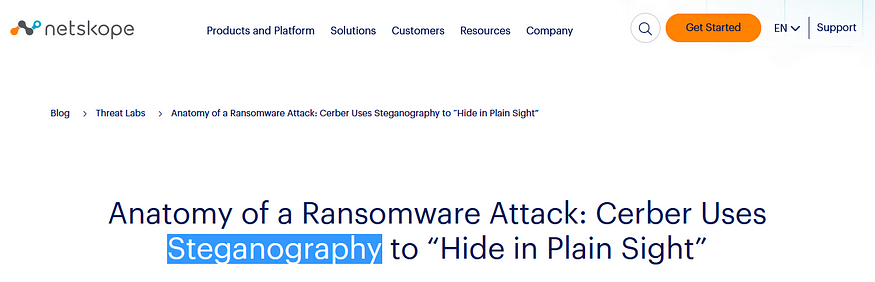 netskope
Products and Platform Solutions Customers Resources Company Get Started EN Support
Blog > Threat Labs > Anatomy of a Ransomware Attack: Cerber Uses Steganography to “Hide in Plain Sight”
Anatomy of a Ransomware Attack: Cerber Uses
Steganography to “Hide in Plain Sight”